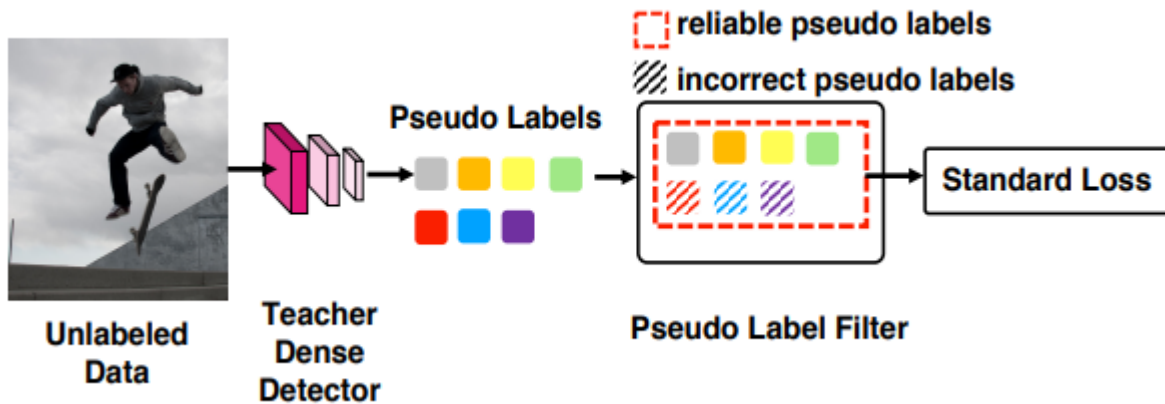 reliable pseudo labels
incorrect pseudo labels
Pseudo Labels
Standard Loss
Unlabeled
Data
Teacher
Dense
Detector
Pseudo Label Filter